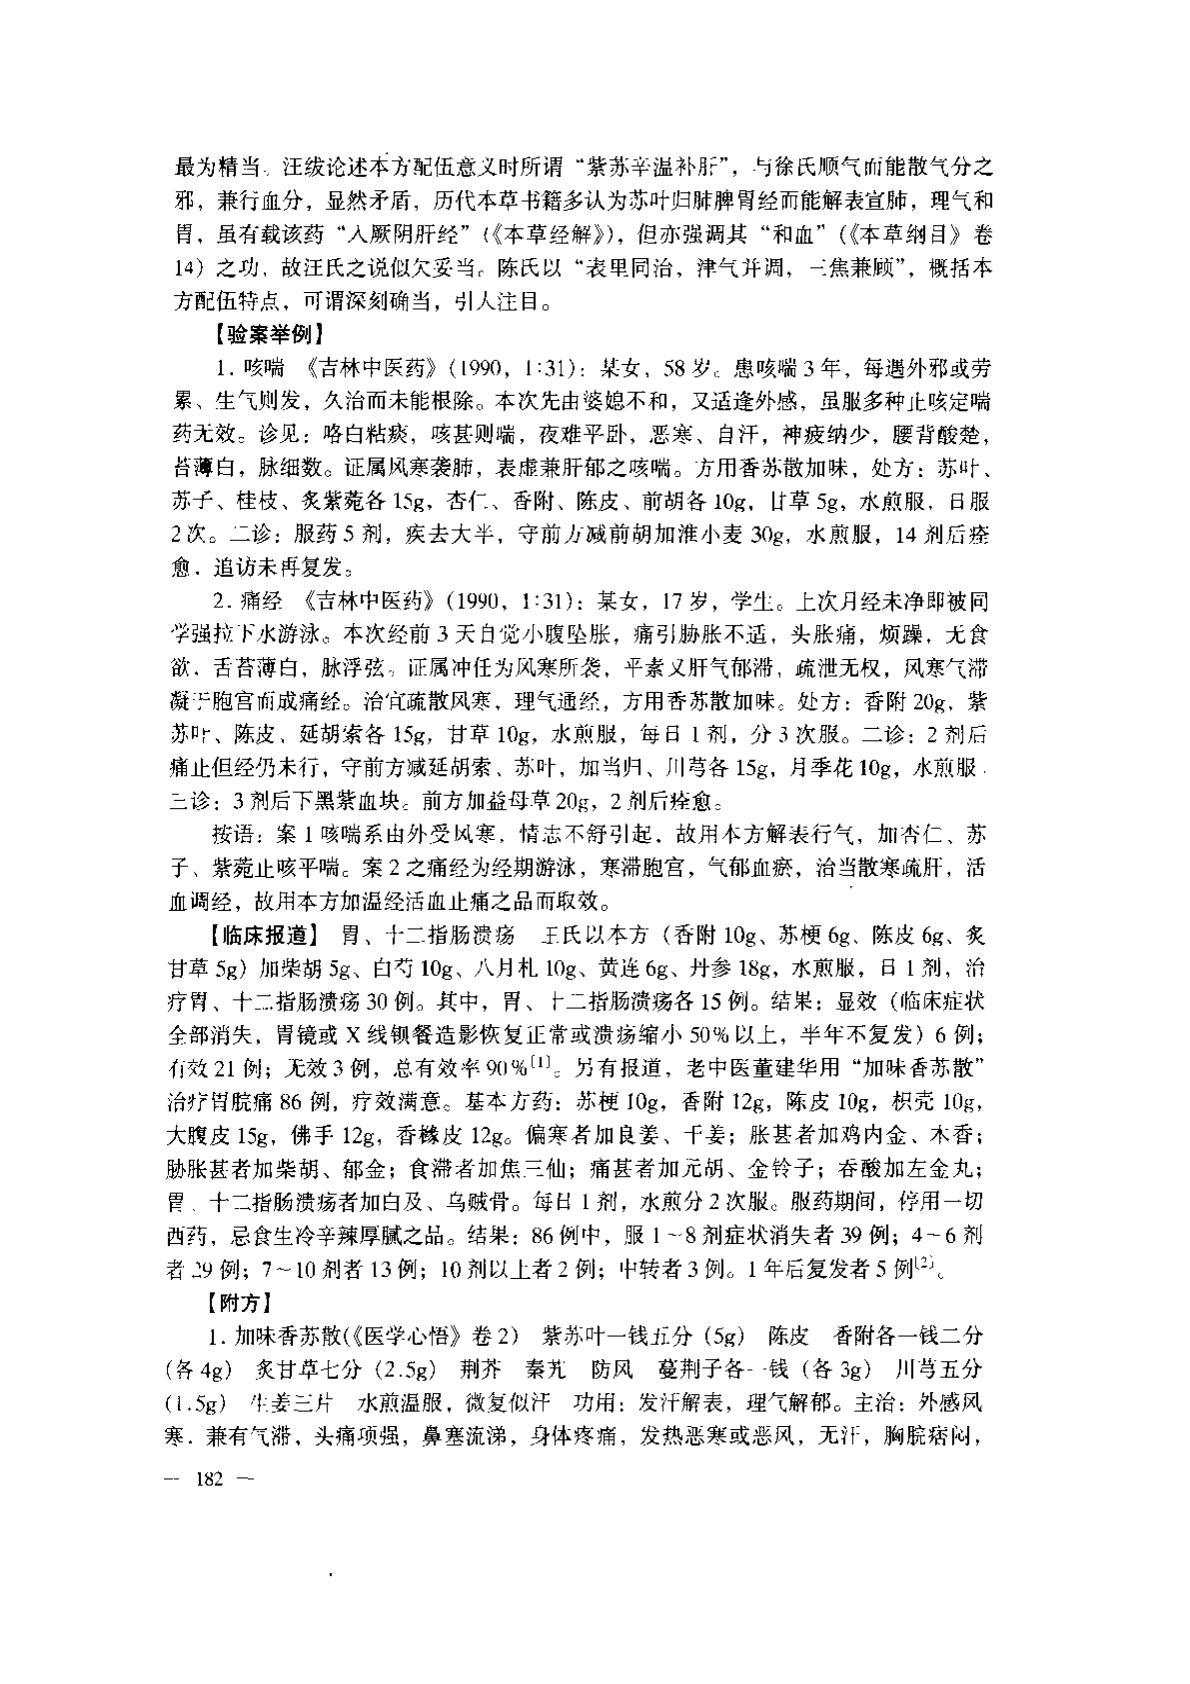 最为精当。汪绂论述本方配伍意义时所谓“紫苏辛温补肝”，与徐氏顺气而能散气分之
邪，兼行血分，显然矛盾，历代本草书籍多认为苏叶归肺脾胃经而能解表宣肺，理气和
胃，虽有载该药“入厥阴肝经”（《本草经解》），但亦强调其“和血”（《本草纲目》卷
14）之功，故汪氏之说似欠妥当。陈氏以“表里同治，津气并调，三焦兼顾”，概括本
方配伍特点，可谓深刻确当，引人注目。
【验案举例】
1. 咳喘 《吉林中医药》（1990，1:31）：某女，58岁。患咳喘3年，每遇外邪或劳
累、生气则发，久治而未能根除。本次先由婆媳不和，又适逢外感，虽服多种止咳定喘
药无效。诊见：咯白粘痰，咳甚则喘，夜难平卧，恶寒、自汗，神疲纳少，腰背酸楚，
苔薄白，脉细数。证属风寒袭肺，表虚兼肝郁之咳喘。方用香苏散加味，处方：苏叶、
苏子、桂枝、炙紫菀各15g，杏仁、香附、陈皮、前胡各10g，甘草5g，水煎服，日服
2次。二诊：服药5剂，疾去大半，守前方减前胡加淮小麦30g，水煎服，14剂后痊
愈，追访未再复发。
2. 痛经 《吉林中医药》（1990，1:31）：某女，17岁，学生。上次月经未净即被同
学强拉下水游泳。本次经前3天自觉小腹坠胀，痛引胁胀不适，头胀痛，烦躁，无食
欲，舌苔薄白，脉浮弦。证属冲任为风寒所袭，平素又肝气郁滞，疏泄无权，风寒气滞
凝于胞宫而成痛经。治宜疏散风寒，理气通经，方用香苏散加味。处方：香附20g，紫
苏叶、陈皮、延胡索各15g，甘草10g，水煎服，每日1剂，分3次服。二诊：2剂后
痛止但经仍未行，守前方减延胡索、苏叶，加当归、川芎各15g，月季花10g，水煎服．
三诊：3剂后下黑紫血块。前方加益母草20g，2剂后痊愈。
按语：案1咳喘系由外受风寒，情志不舒引起，故用本方解表行气，加杏仁、苏
子、紫菀止咳平喘。案2之痛经为经期游泳，寒滞胞宫，气郁血瘀，治当散寒疏肝，活
血调经，故用本方加温经活血止痛之品而取效。
【临床报道】 胃、十二指肠溃疡 王氏以本方（香附10g、苏梗6g、陈皮6g、炙
甘草5g）加柴胡5g、白芍10g、八月札10g、黄连6g、丹参18g，水煎服，日1剂，治
疗胃、十二指肠溃疡30例。其中，胃、十二指肠溃疡各15例。结果：显效（临床症状
全部消失，胃镜或X线钡餐造影恢复正常或溃疡缩小50%以上，半年不复发）6例；
有效21例；无效3例，总有效率90%[1]。另有报道，老中医董建华用“加味香苏散”
治疗胃脘痛86例，疗效满意。基本方药：苏梗10g，香附12g，陈皮10g，枳壳10g，
大腹皮15g，佛手12g，香橼皮12g。偏寒者加良姜、干姜；胀甚者加鸡内金、木香；
胁胀甚者加柴胡、郁金；食滞者加焦三仙；痛甚者加元胡、金铃子；吞酸加左金丸；
胃、十二指肠溃疡者加白及、乌贼骨。每日1剂，水煎分2次服。服药期间，停用一切
西药，忌食生冷辛辣厚腻之品。结果：86例中，服1～8剂症状消失者39例；4～6剂
者29例；7～10剂者13例；10剂以上者2例；中转者3例。1年后复发者5例[2]。
【附方】
1. 加味香苏散(《医学心悟》卷2） 紫苏叶一钱五分（5g） 陈皮 香附各一钱二分
(各4g) 炙甘草七分（2.5g） 荆芥 秦艽 防风 蔓荆子各一钱（各3g） 川芎五分
(1.5g) 生姜三片 水煎温服，微复似汗 功用：发汗解表，理气解郁。主治：外感风
寒．兼有气滞，头痛项强，鼻塞流涕，身体疼痛，发热恶寒或恶风，无汗，胸脘痞闷，
— 182 —